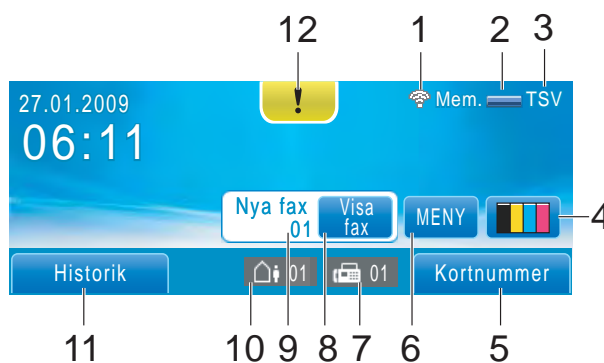 12 1 2 3
27.01.2009 ! Mem. TSV
06:11
Nya fax 01 Visa fax MENY 4
Historik 01 01 Kortnummer
11 10 9 8 7 6 5